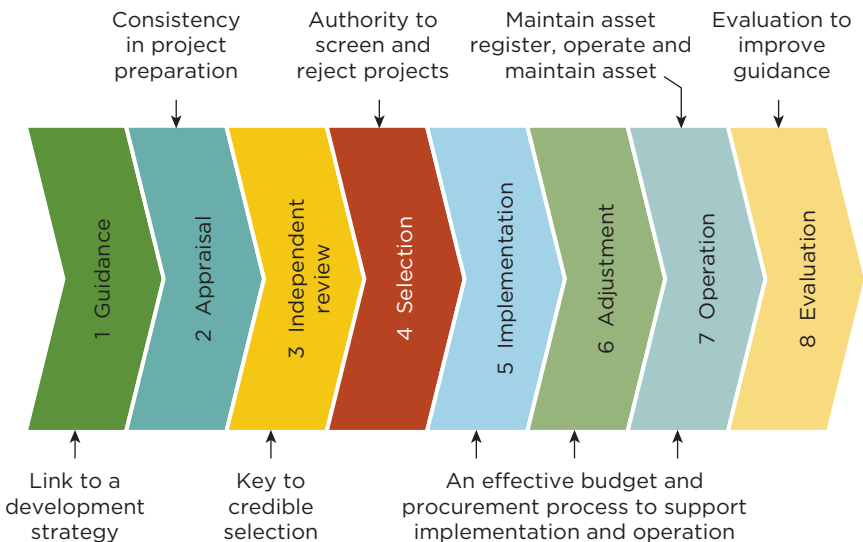 Consistency
in project
preparation
Authority to
screen and
reject projects
Maintain asset
register, operate and
maintain asset
Evaluation to
improve
guidance
1 Guidance
2 Appraisal
3 Independent
review
4 Selection
5 Implementation
6 Adjustment
7 Operation
8 Evaluation
Link to a
development
strategy
Key to
credible
selection
An effective budget and
procurement process to support
implementation and operation